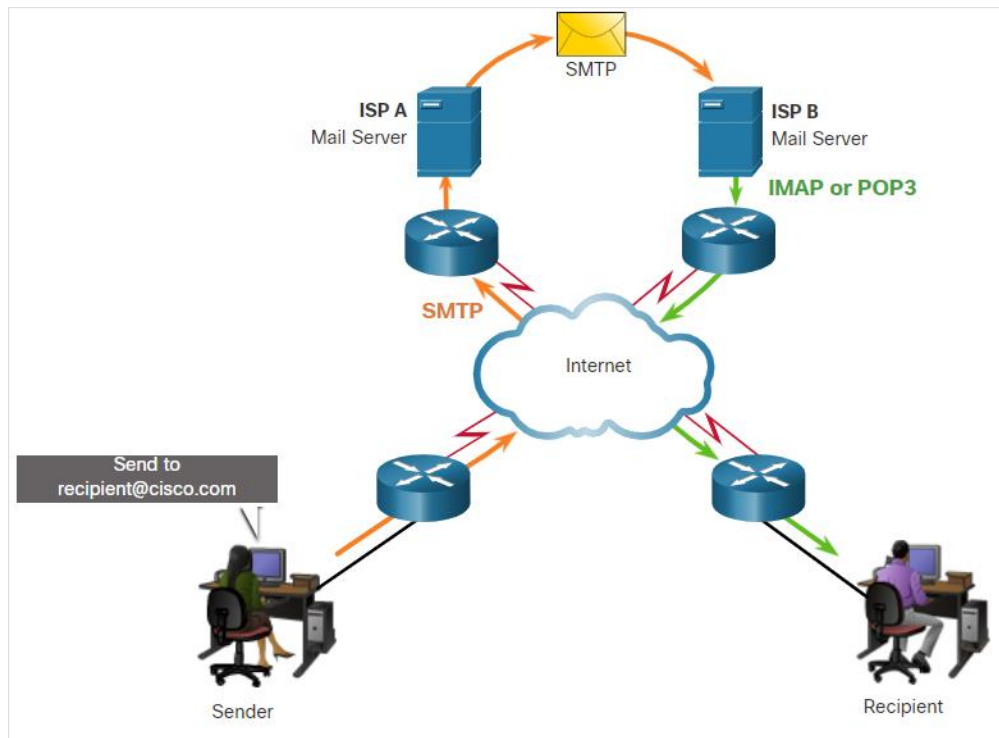 SMTP
ISP A
Mail Server
ISP B
Mail Server
IMAP or POP3
SMTP
Internet
Send to
recipient@cisco.com
Sender
Recipient